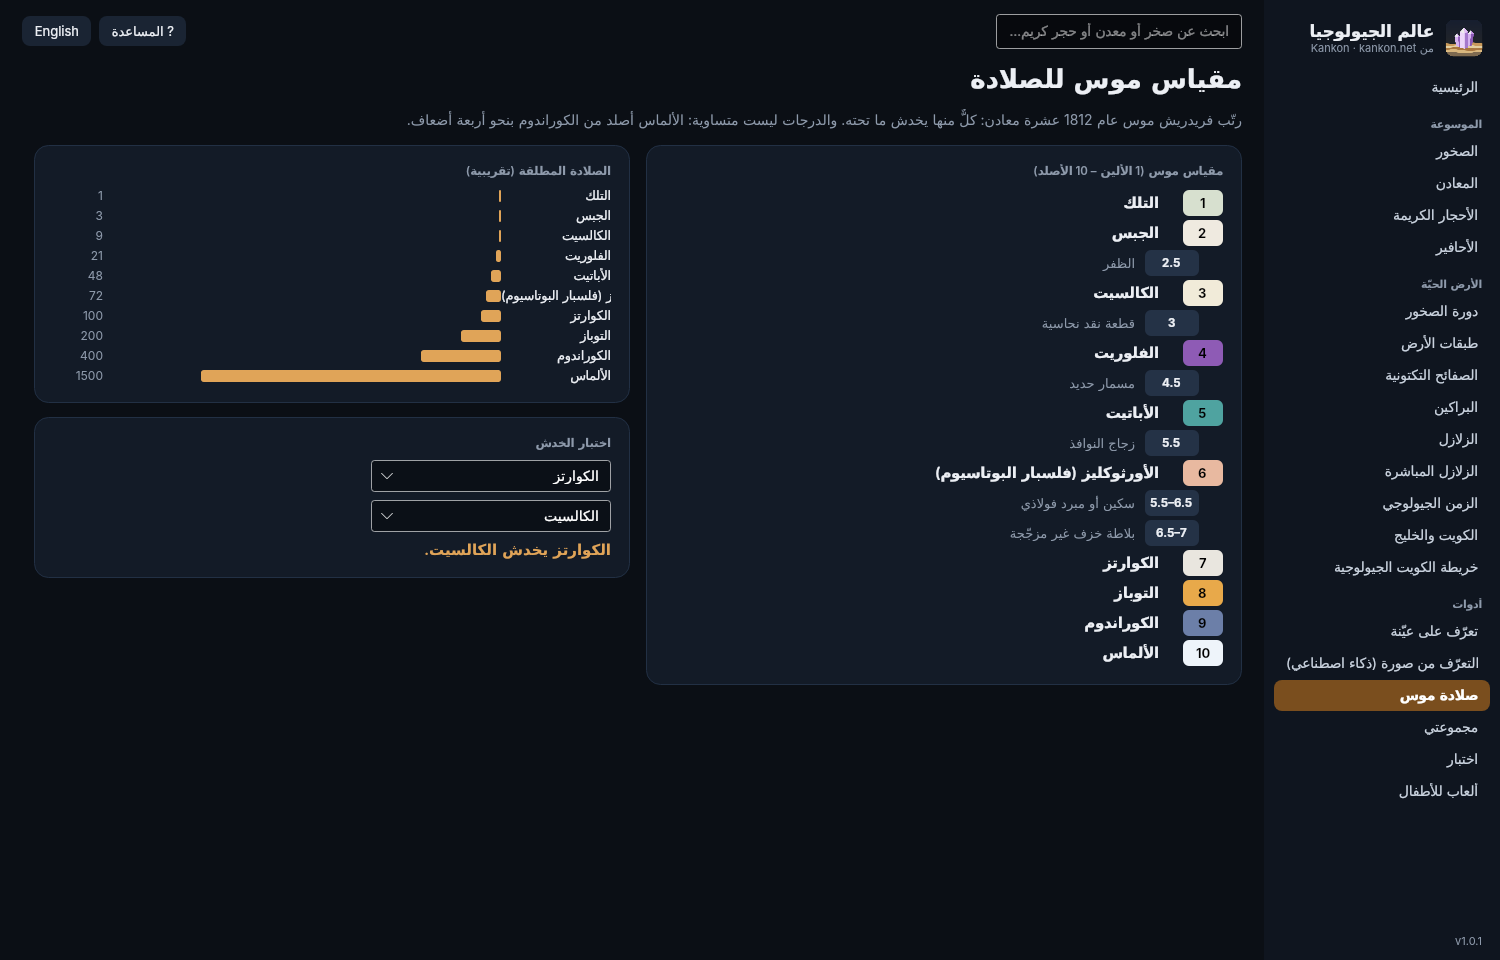 عالم الجيولوجيا
من Kankon · kankon.net
الرئيسية
الموسوعة
الصخور
المعادن
الأحجار الكريمة
الأحافير
الأرض الحيّة
دورة الصخور
طبقات الأرض
الصفائح التكتونية
البراكين
الزلازل
الزلازل المباشرة
الزمن الجيولوجي
الكويت والخليج
خريطة الكويت الجيولوجية
أدوات
تعرّف على عيّنة
التعرّف من صورة (ذكاء اصطناعي)
صلادة موس
مجموعتي
اختبار
ألعاب للأطفال
v1.0.1
ابحث عن صخر أو معدن أو حجر كريم...
? المساعدة
English
مقياس موس للصلادة
رتّب فريدريش موس عام 1812 عشرة معادن: كلٌّ منها يخدش ما تحته. والدرجات ليست متساوية: الألماس أصلد من الكوراندوم بنحو أربعة أضعاف.
مقياس موس (1 الألين – 10 الأصلد)
1 التلك
2 الجبس
2.5 الظفر
3 الكالسيت
3 قطعة نقد نحاسية
4 الفلوريت
4.5 مسمار حديد
5 الأباتيت
5.5 زجاج النوافذ
6 الأورثوكليز (فلسبار البوتاسيوم)
5.5–6.5 سكين أو مبرد فولاذي
6.5–7 بلاطة خزف غير مزجّجة
7 الكوارتز
8 التوباز
9 الكوراندوم
10 الألماس
الصلادة المطلقة (تقريبية)
التلك 1
الجبس 3
الكالسيت 9
الفلوريت 21
الأباتيت 48
ز (فلسبار البوتاسيوم) 72
الكوارتز 100
التوباز 200
الكوراندوم 400
الألماس 1500
اختبار الخدش
الكوارتز
الكالسيت
الكوارتز يخدش الكالسيت.